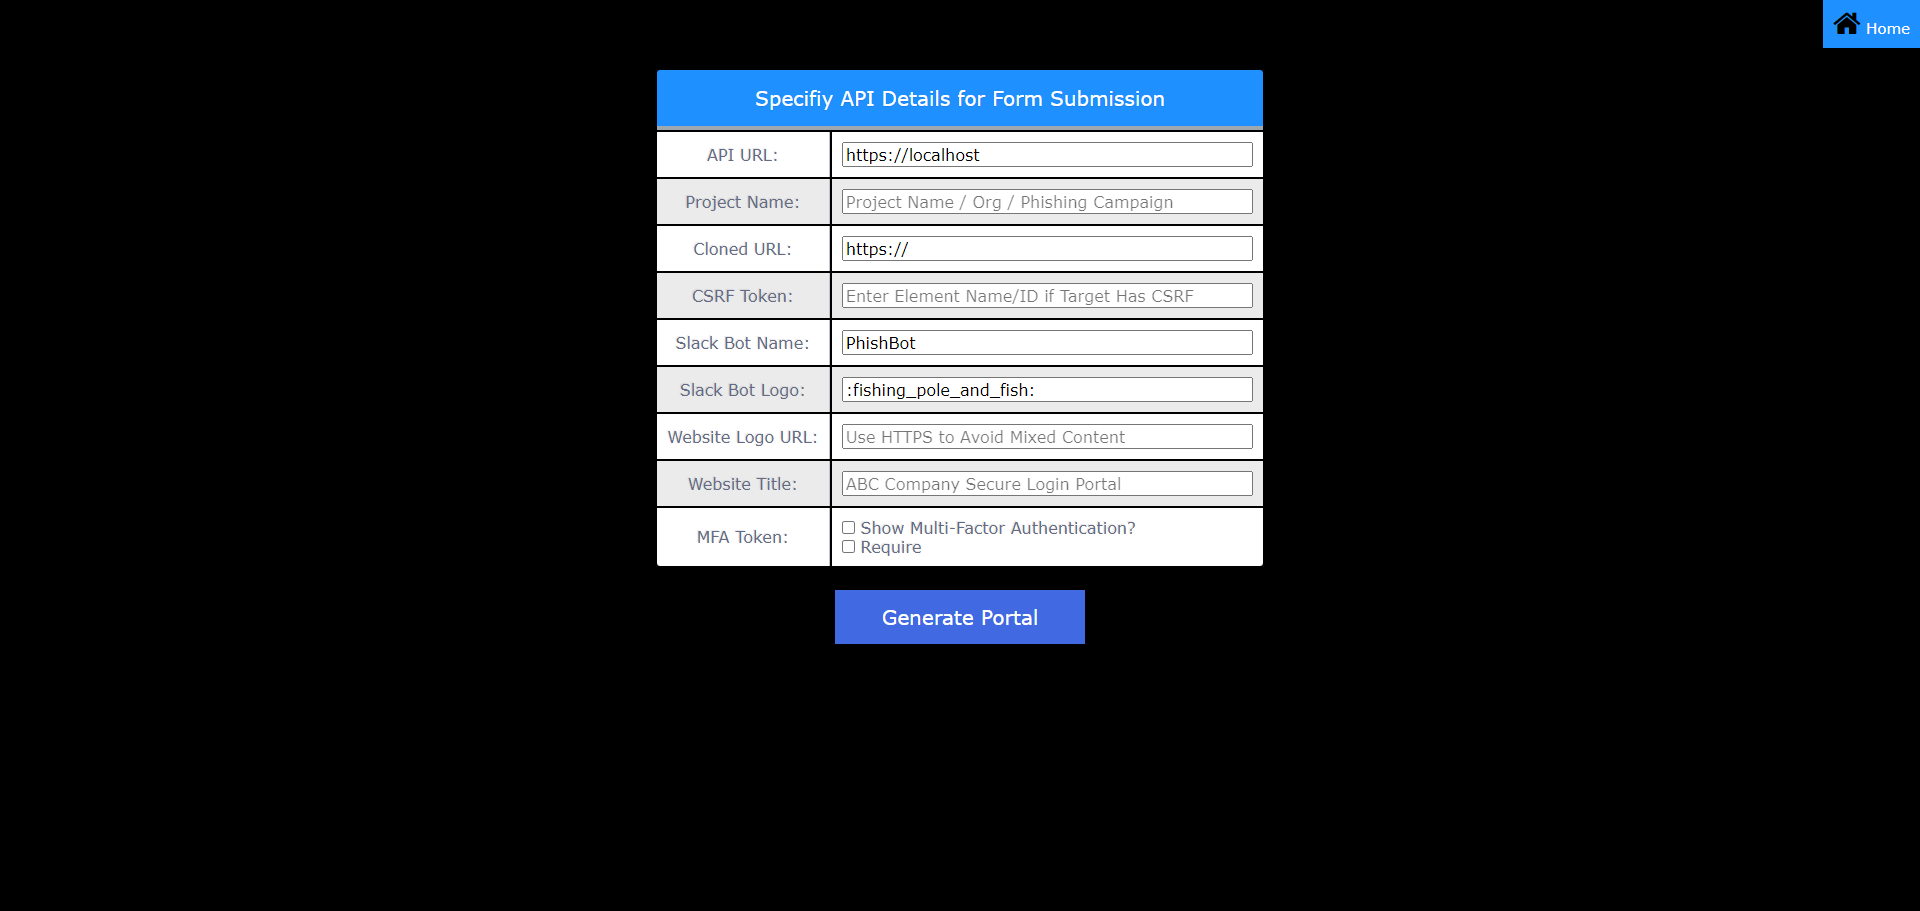 Home
Specifiy API Details for Form Submission
API URL: https://localhost
Project Name: Project Name / Org / Phishing Campaign
Cloned URL: https://
CSRF Token: Enter Element Name/ID if Target Has CSRF
Slack Bot Name: PhishBot
Slack Bot Logo: :fishing_pole_and_fish:
Website Logo URL: Use HTTPS to Avoid Mixed Content
Website Title: ABC Company Secure Login Portal
MFA Token: Show Multi-Factor Authentication?
Require
Generate Portal